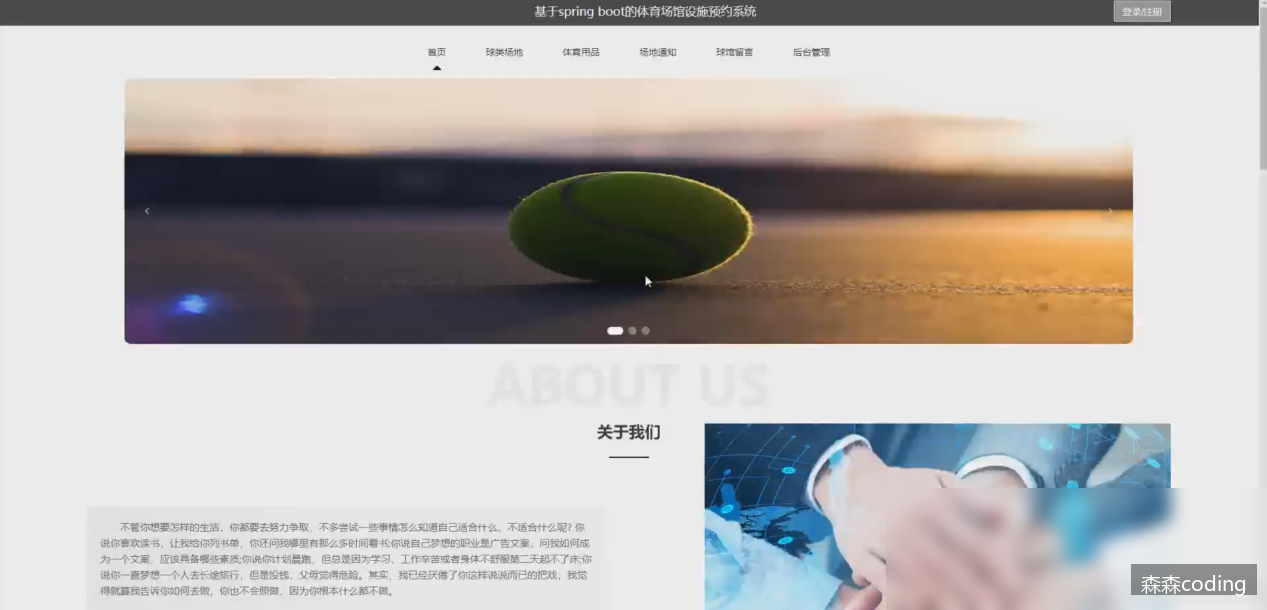 基于spring boot的体育场馆设施预约系统
登录/注册
首页 球类场地 体育用品 场地通知 球馆留言 后台管理
ABOUT US
关于我们
不管你想要怎样的生活，你都要去努力争取，不多尝试一些事情怎么知道自己适合什么、不适合什么呢? 你
说你喜欢读书，让我给你列书单，你还问我哪里有那么多时间看书;你说自己梦想的职业是广告文案，问我如何成
为一个文案，应该具备哪些素质;你说你计划晨跑，但总是因为学习、工作辛苦或者身体不舒服第二天起不了床;你
说你一直梦想一个人去长途旅行，但是没钱，父母觉得危险。其实，我已经厌倦了你这样说说而已的把戏，我觉
得就算我告诉你如何去做，你也不会照做，因为你根本什么都不做。
森森coding